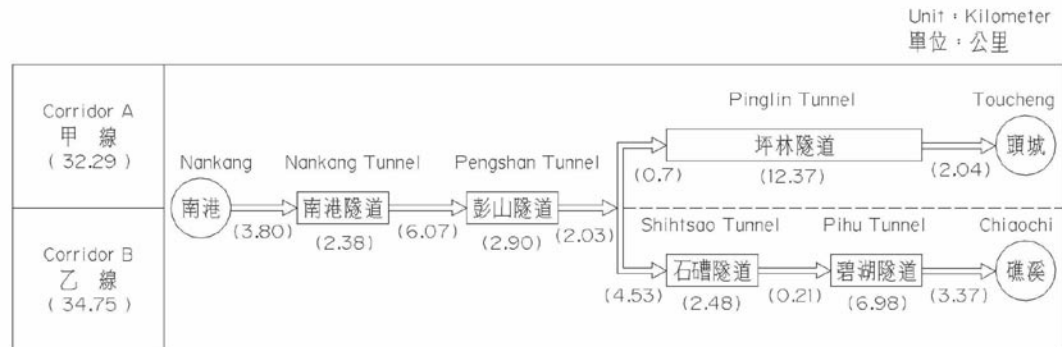 Unit : Kilometer
單位 : 公里
Corridor A
甲 線
( 32.29 )
Corridor B
乙 線
( 34.75 )
Nankang
南港
(3.80)
Nankang Tunnel
南港隧道
(2.38)
(6.07)
Pengshan Tunnel
彭山隧道
(2.90)
(2.03)
Pinglin Tunnel
(0.7)
坪林隧道
(12.37)
(2.04)
Toucheng
頭城
(4.53)
Shihtsao Tunnel
石𥕢隧道
(2.48)
(0.21)
Pihu Tunnel
碧湖隧道
(6.98)
(3.37)
Chiaochi
礁溪